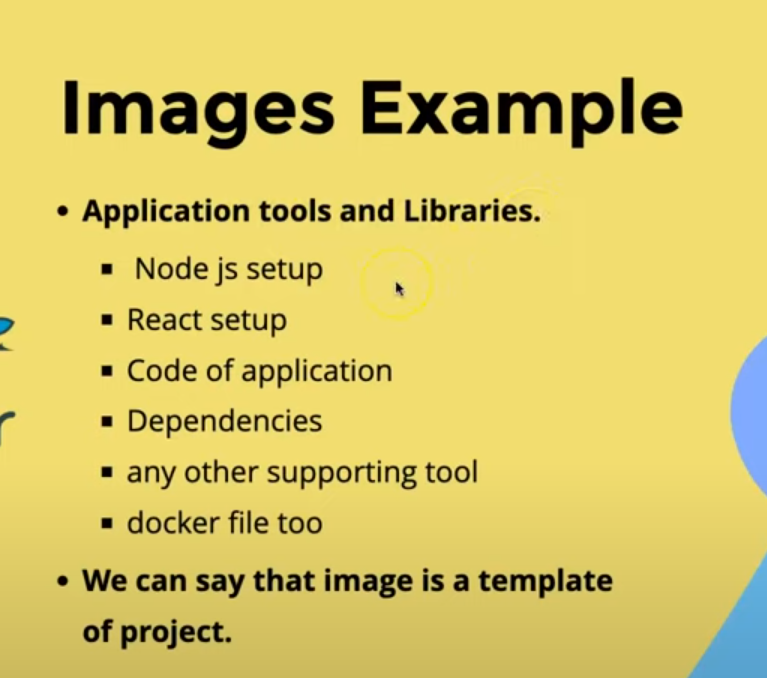 Images Example
• Application tools and Libraries.
▪ Node js setup
▪ React setup
▪ Code of application
▪ Dependencies
▪ any other supporting tool
▪ docker file too
• We can say that image is a template
of project.